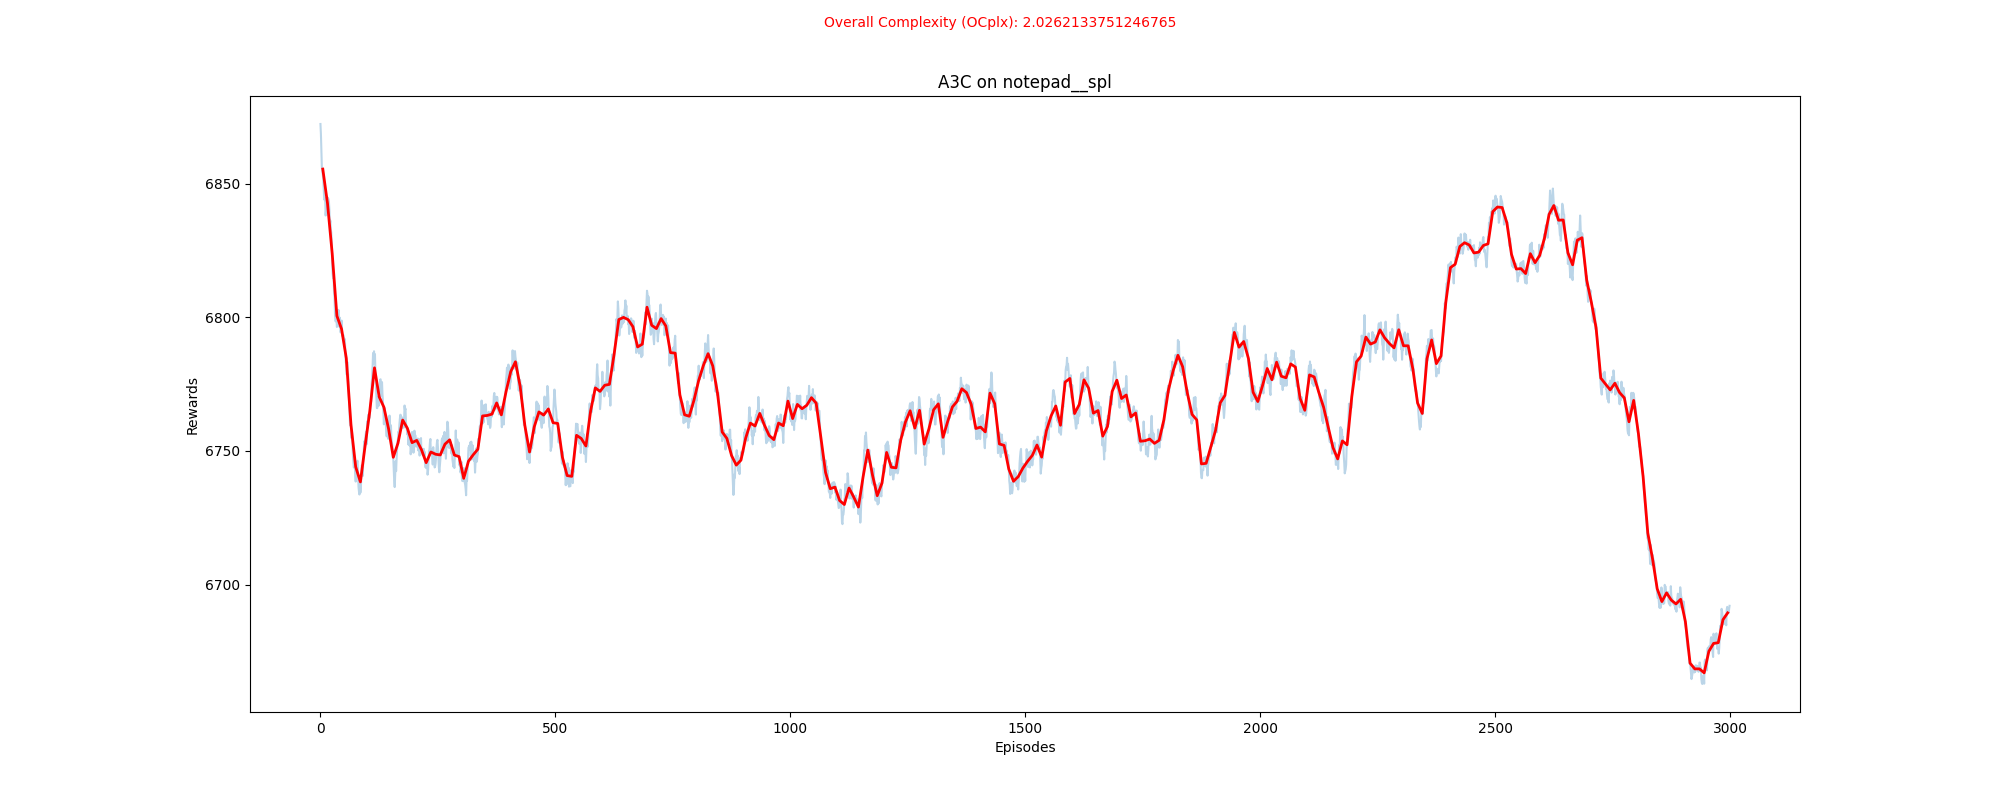 Overall Complexity (OCplx): 2.0262133751246765
A3C on notepad__spl
6850
6800
6750
6700
Rewards
0 500 1000 1500 2000 2500 3000
Episodes